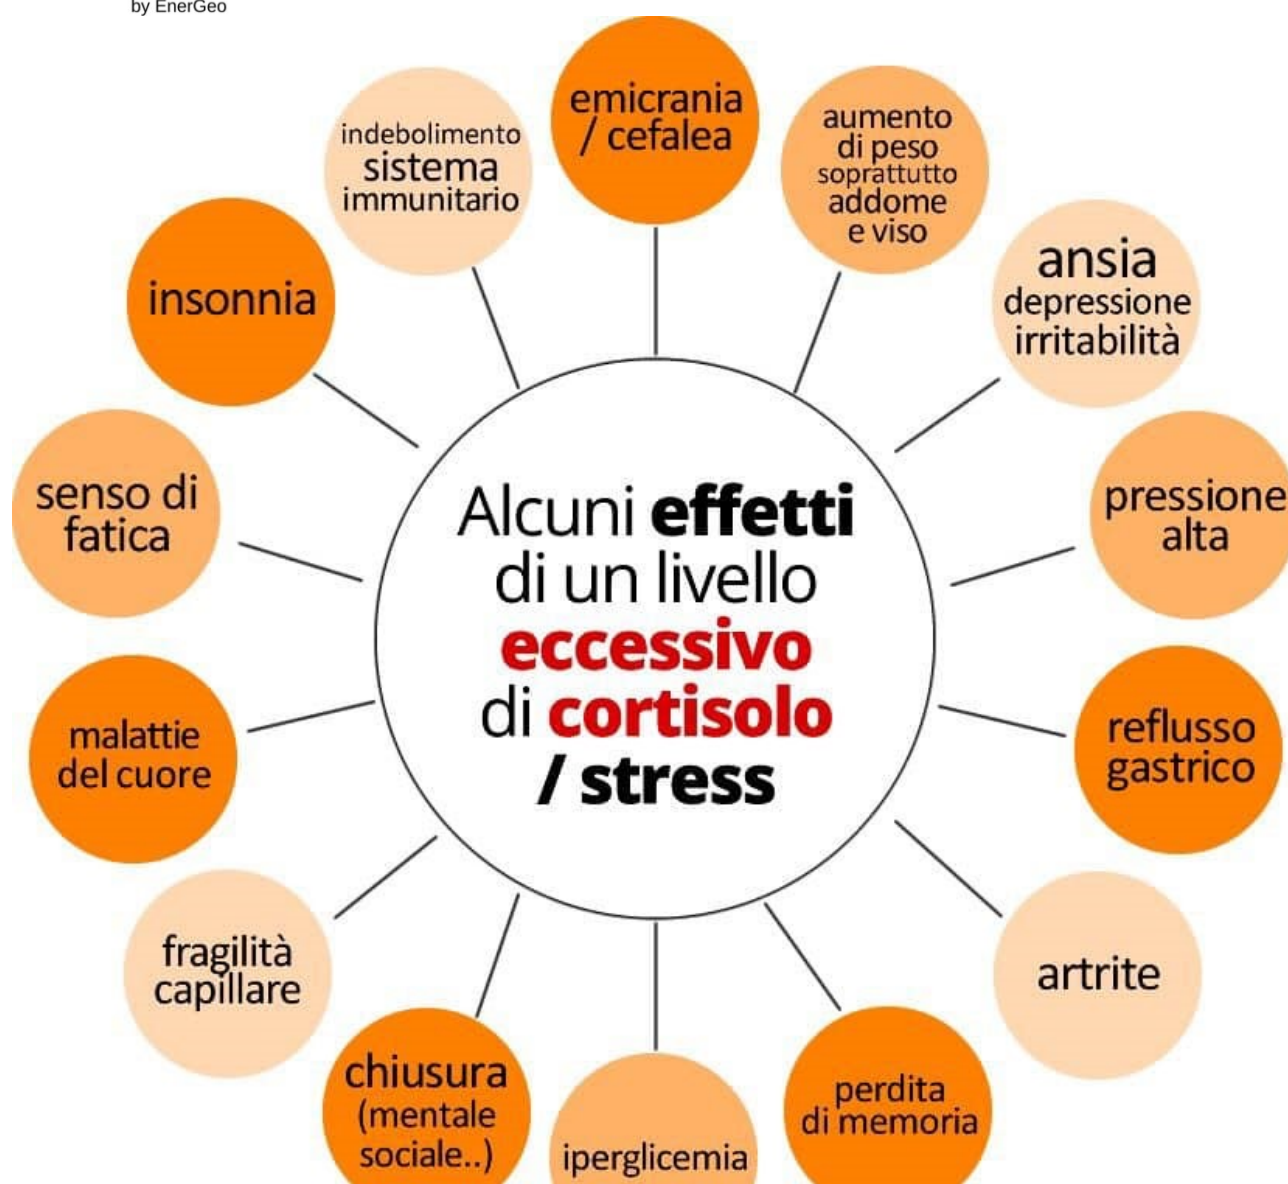 by EnerGeo
emicrania
/ cefalea
aumento
di peso
soprattutto
addome
e viso
ansia
depressione
irritabilità
pressione
alta
reflusso
gastrico
artrite
perdita
di memoria
iperglicemia
chiusura
(mentale
sociale..)
fragilità
capillare
malattie
del cuore
senso di
fatica
insonnia
indebolimento
sistema
immunitario
Alcuni effetti
di un livello
eccessivo
di cortisolo
/ stress